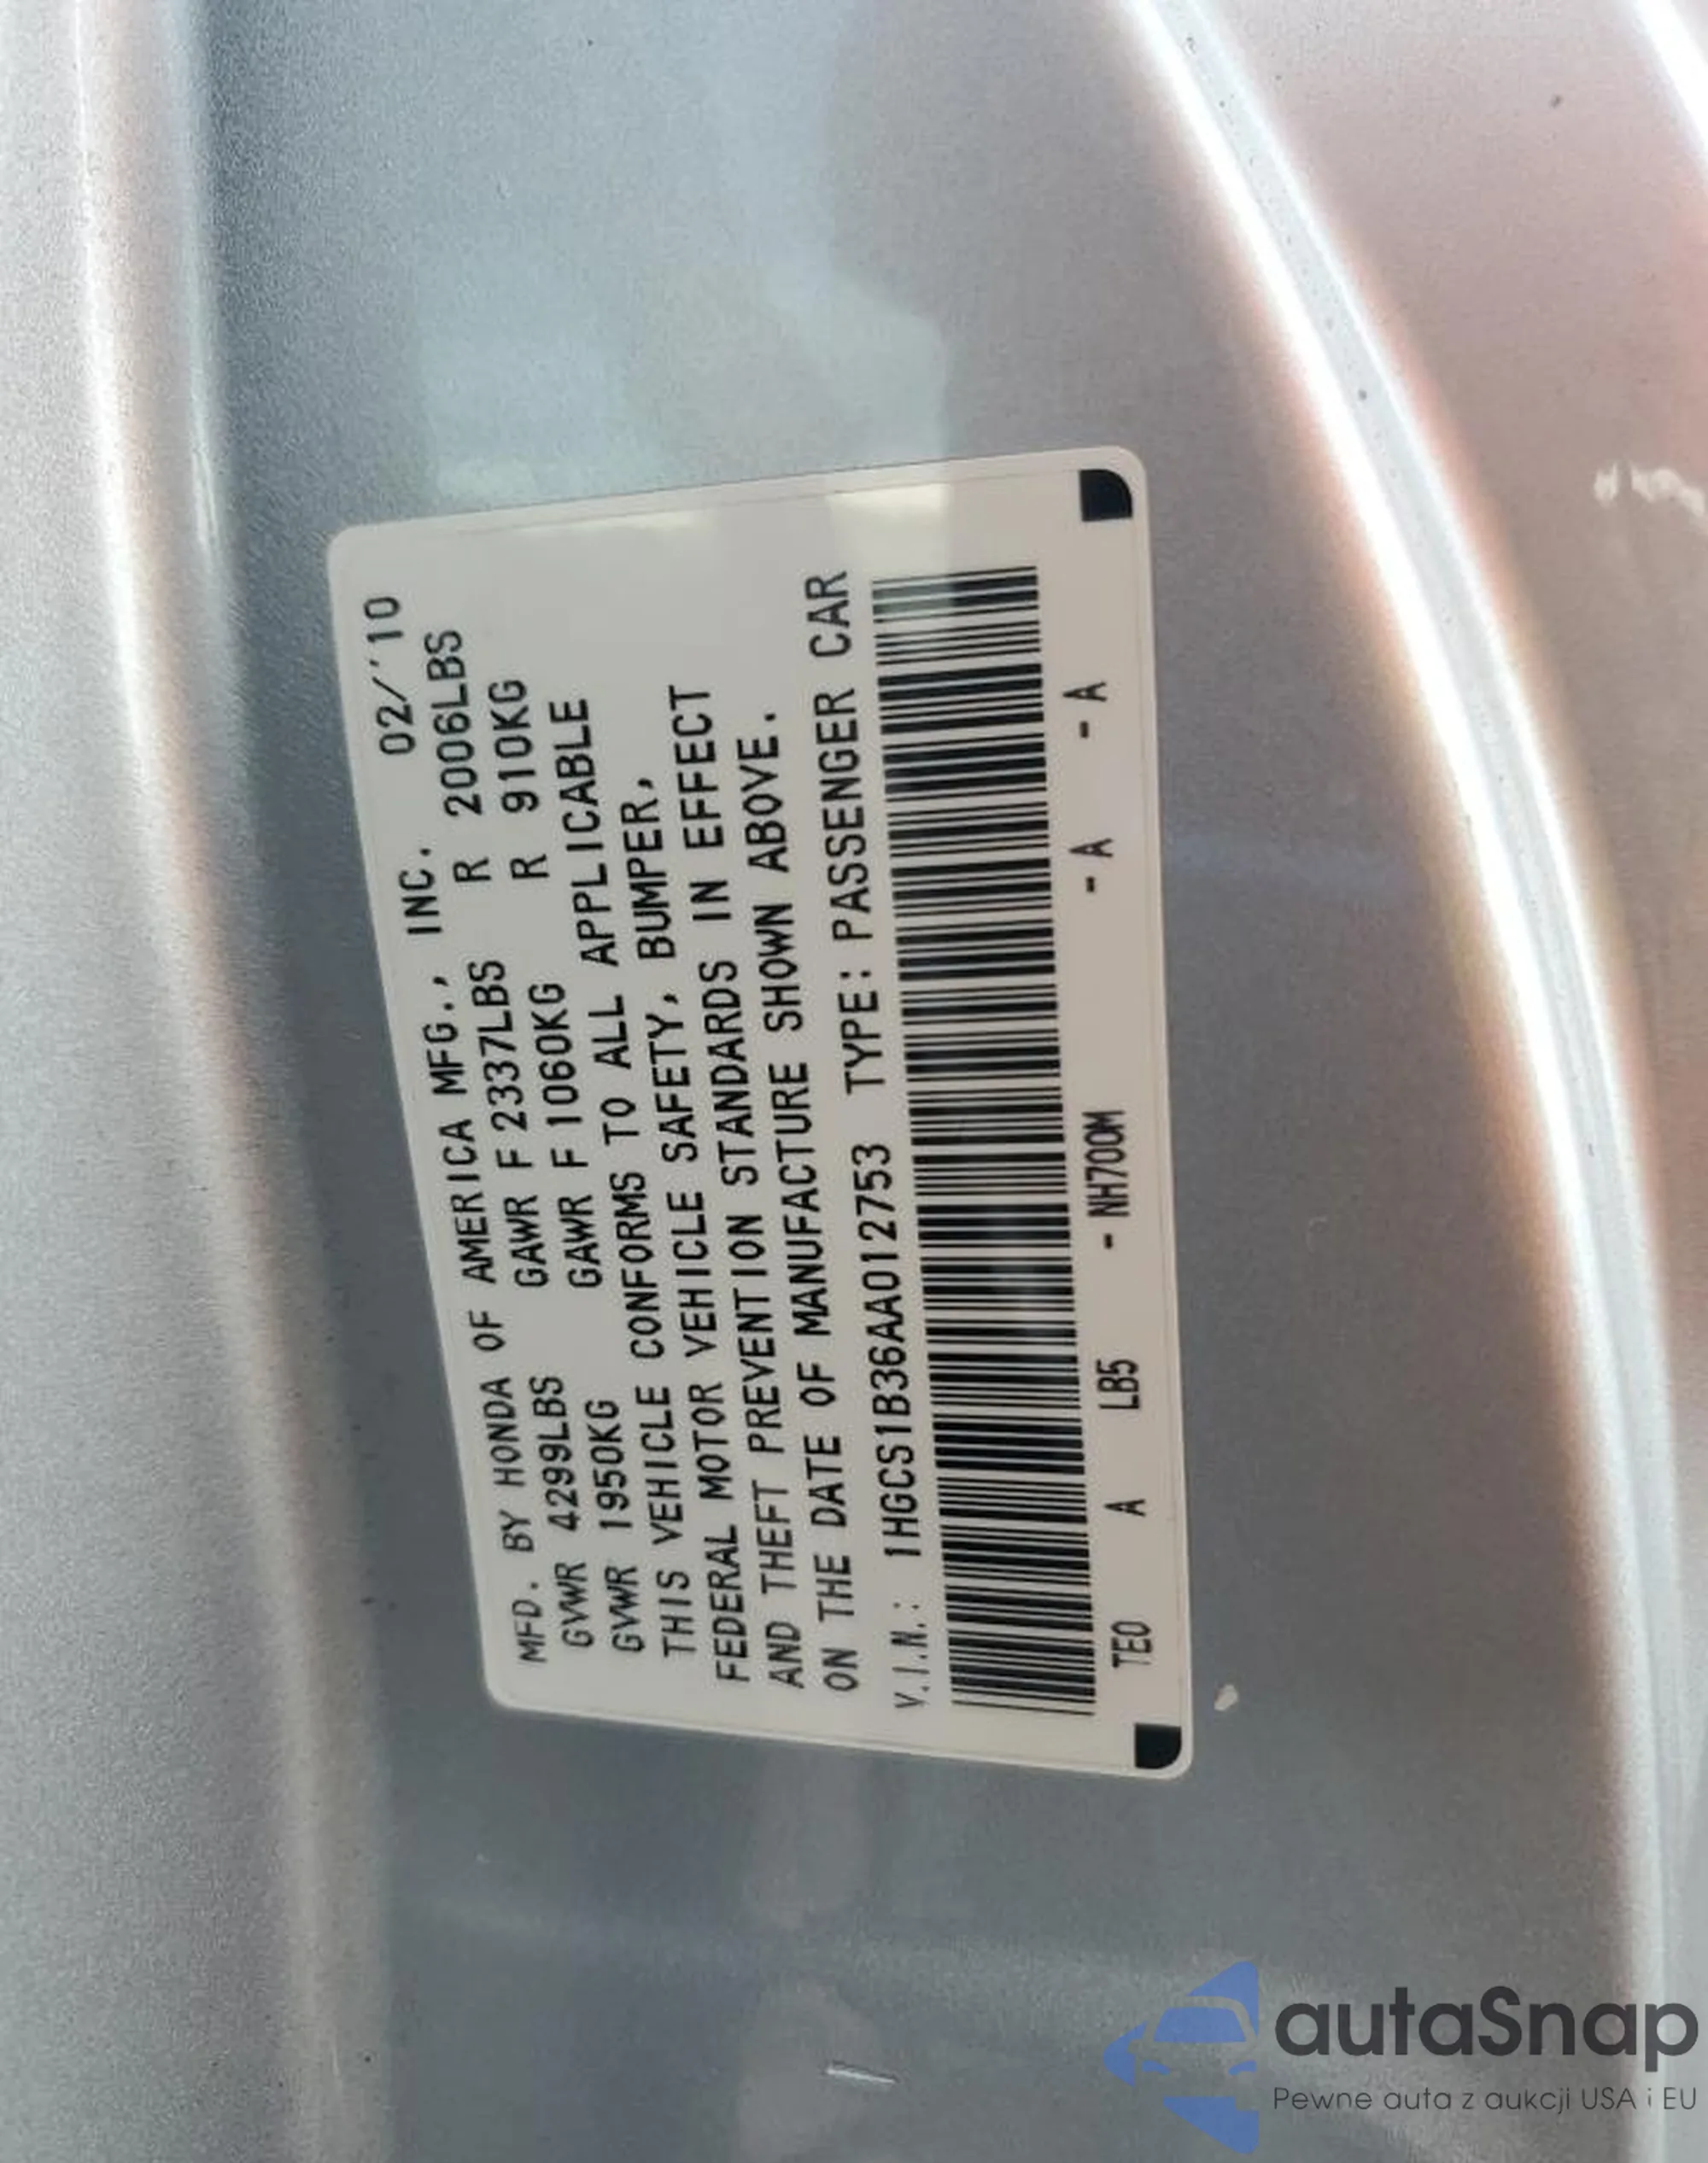 MFD. BY HONDA OF AMERICA MFG., INC. 02/'10
GVWR 4299LBS GAWR F 2337LBS R 2006LBS
GVWR 1950KG GAWR F 1060KG R 910KG
THIS VEHICLE CONFORMS TO ALL APPLICABLE
FEDERAL MOTOR VEHICLE SAFETY, BUMPER,
AND THEFT PREVENTION STANDARDS IN EFFECT
ON THE DATE OF MANUFACTURE SHOWN ABOVE.
V.I.N.: 1HGCS1B36AA012753 TYPE: PASSENGER CAR
TE0 A LB5 - NH700M - A - A
autaSnap
Pewne auta z aukcji USA i EU